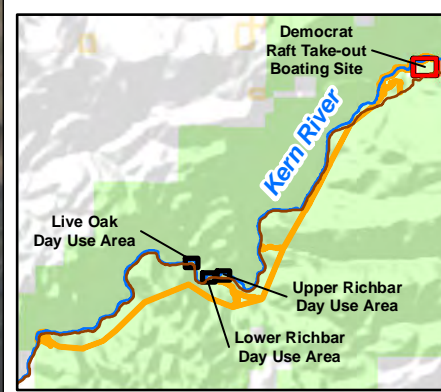 Democrat
Raft Take-out
Boating Site
Kern River
Live Oak
Day Use Area
Upper Richbar
Day Use Area
Lower Richbar
Day Use Area